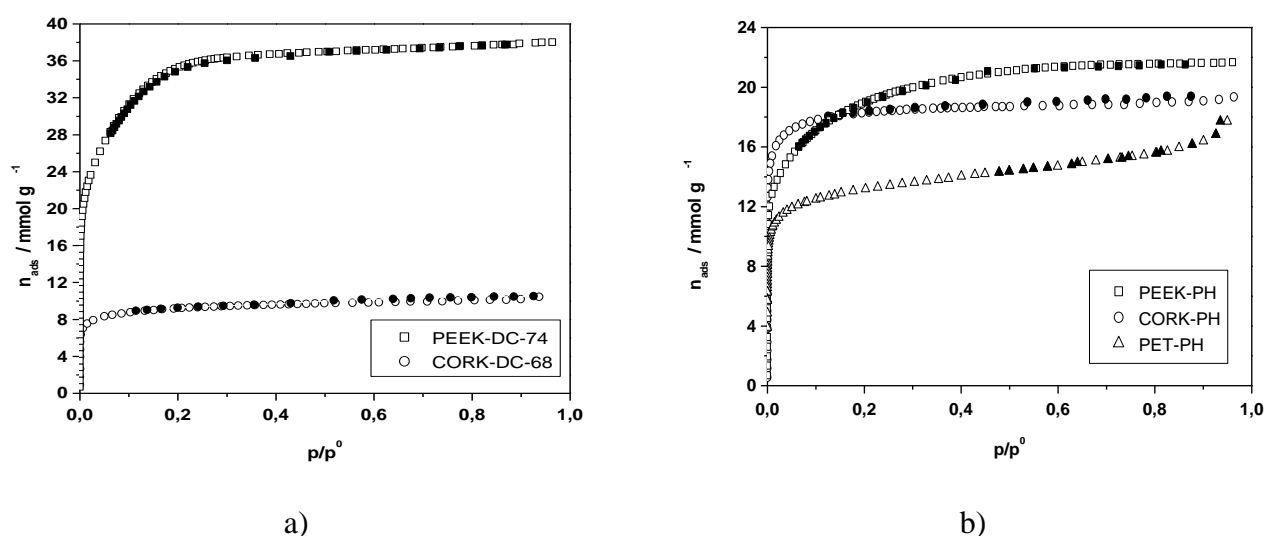 40
36
32
28
24
20
16
12
8
4
0
n_ads / mmol g⁻¹
PEEK-DC-74
CORK-DC-68
0,0 0,2 0,4 0,6 0,8 1,0
p/p⁰
a)
24
20
16
12
8
4
0
n_ads / mmol g⁻¹
PEEK-PH
CORK-PH
PET-PH
0,0 0,2 0,4 0,6 0,8 1,0
p/p⁰
b)